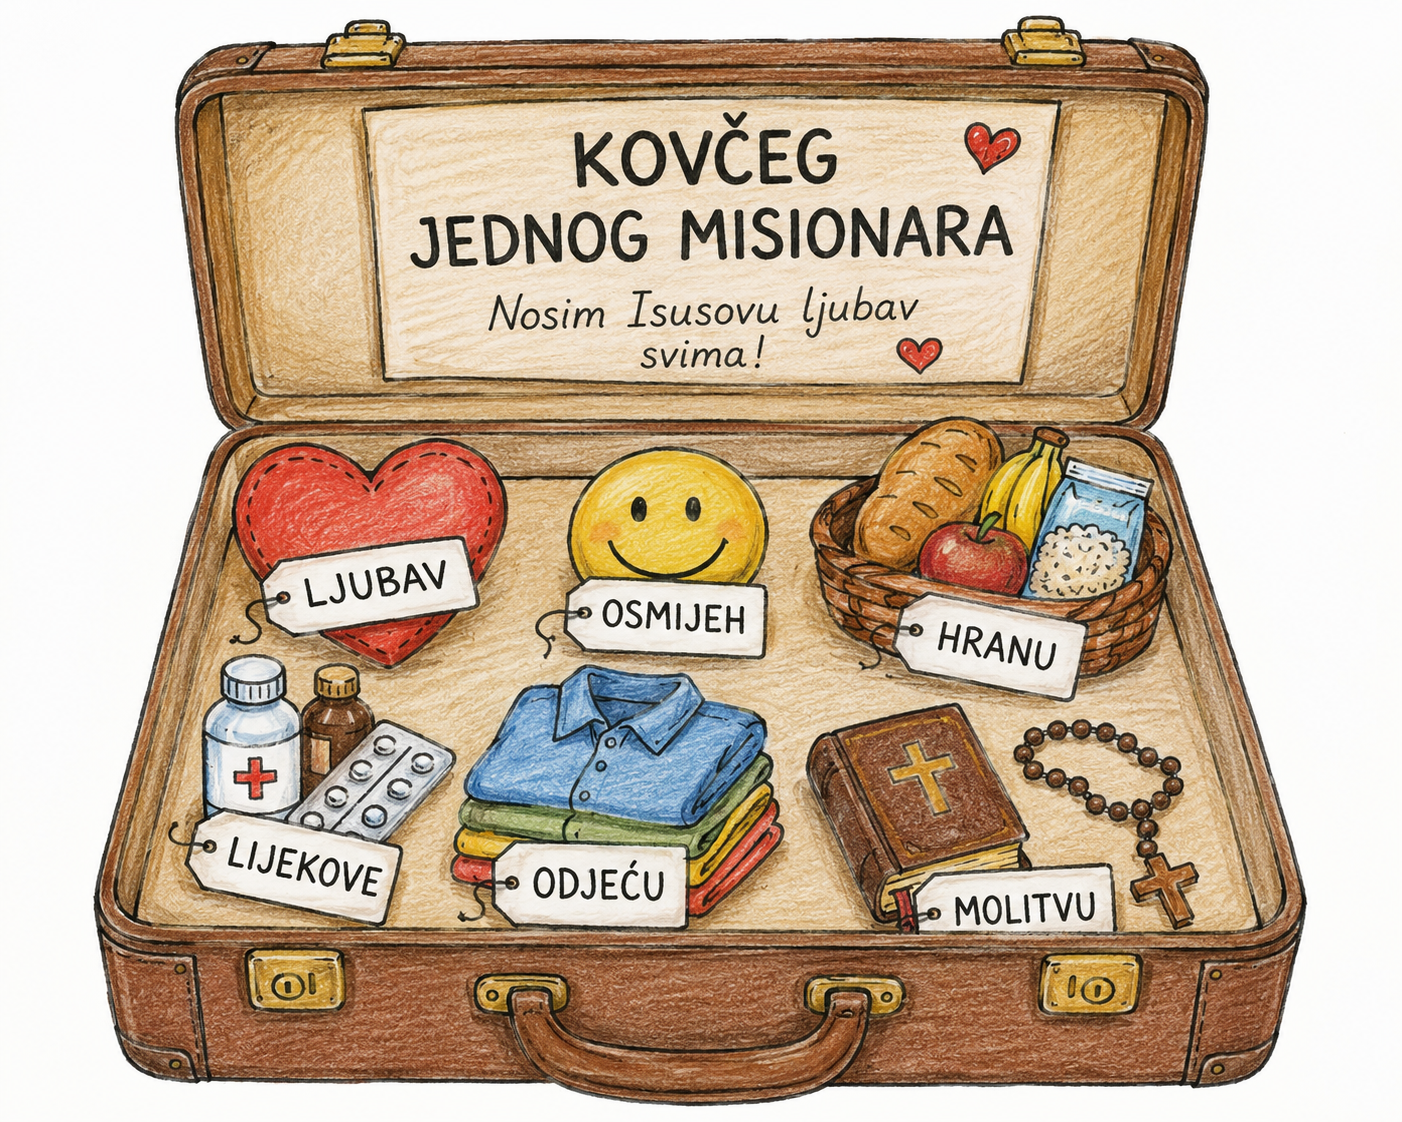 KOVČEG
JEDNOG MISIONARA
Nosim Isusovu ljubav
svima!
LJUBAV
OSMIJEH
HRANU
LIJEKOVE
ODJEĆU
MOLITVU